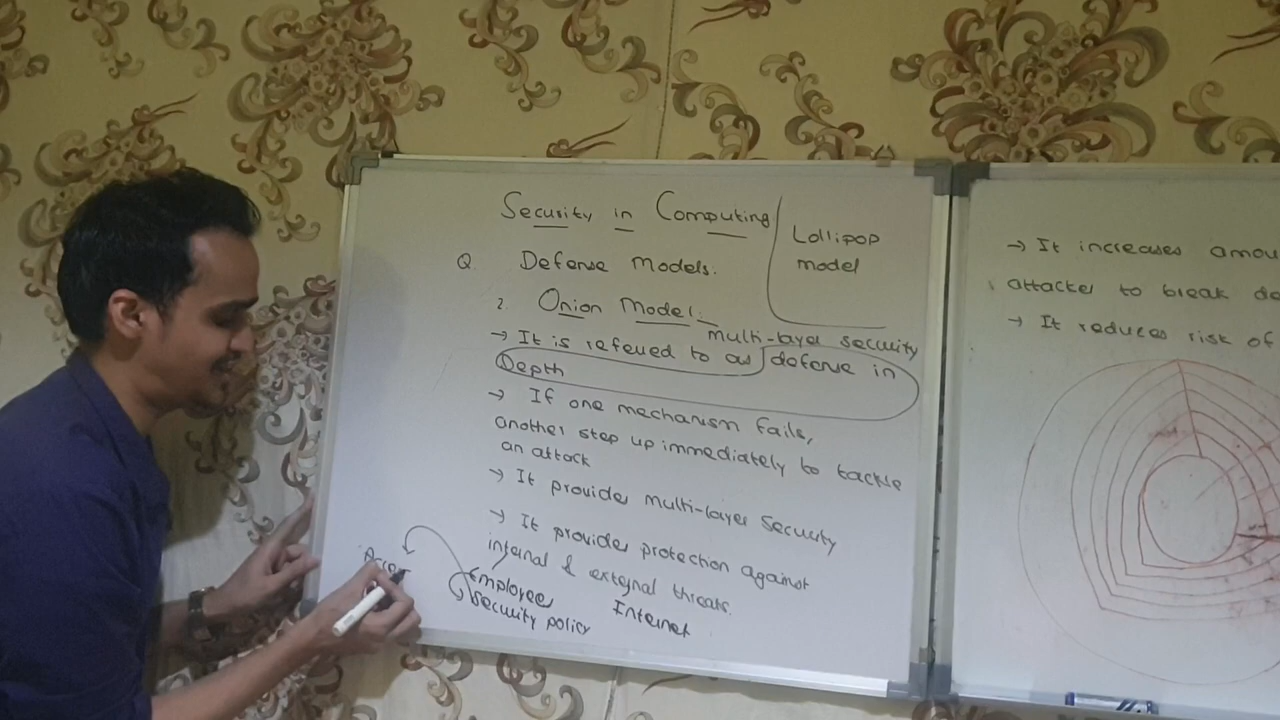 Security in Computing
Lollipop
model
Q. Defense Models.
2. Onion Model:-
multi-layer security
→ It is refered to as defense in
Depth
→ If one mechanism fails,
another step up immediately to tackle
an attack
→ It provides multi-layer security
→ It provides protection against
internal & external threats.
Employee
security policy
Internet
→ It increases
attacker to break
→ It reduces risk of